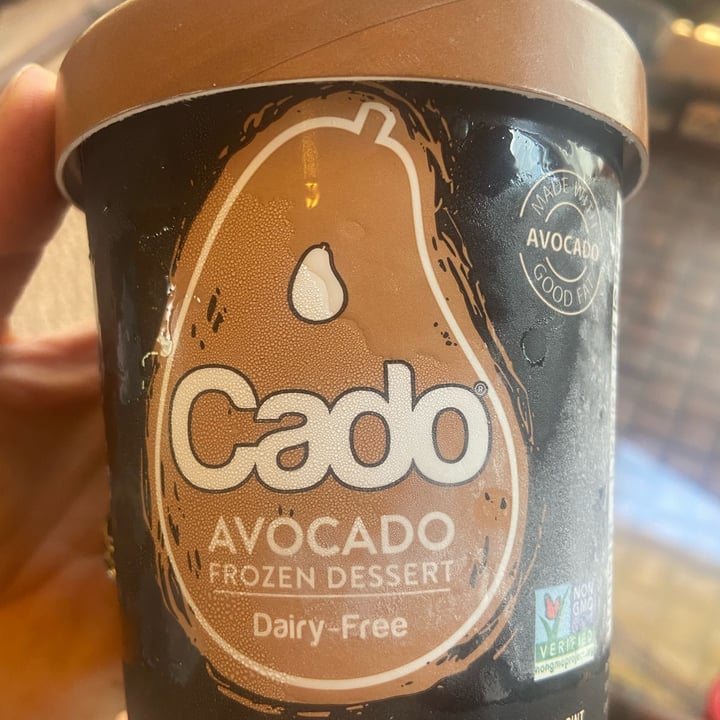 MADE WITH
AVOCADO
GOOD FAT
Cado®
AVOCADO
FROZEN DESSERT
Dairy-Free
NON
GMO
VERIFIED
nongmoproject.org